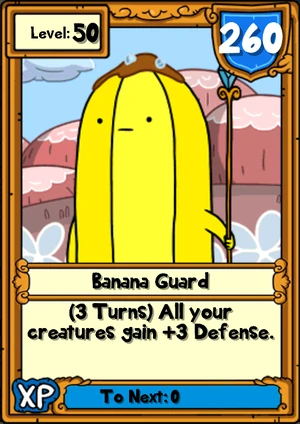 Level: 50
260
Banana Guard
(3 Turns) All your
creatures gain +3 Defense.
XP
To Next: 0